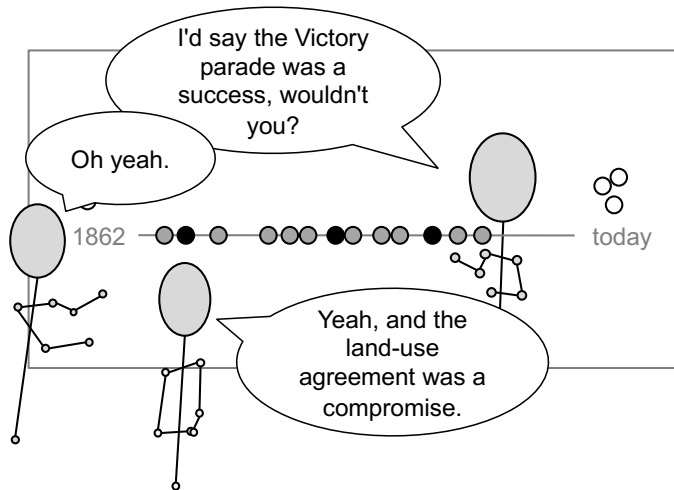 I'd say the Victory
parade was a
success, wouldn't
you?
Oh yeah.
1862
today
Yeah, and the
land-use
agreement was a
compromise.